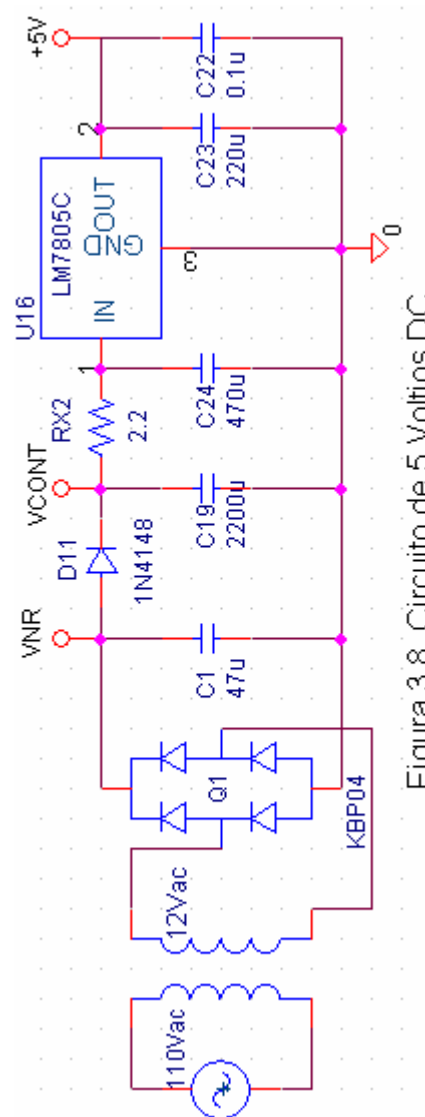 110Vac
12Vac
Q1
KBP04
VNR
C1
47u
D11
1N4148
VCONT
C19
2200u
RX2
2.2
1
C24
470u
U16
LM7805C
IN
OUT
GND
2
3
0
C23
220u
C22
0.1u
+5V
Figura 3.8 Circuito de 5 Voltios DC